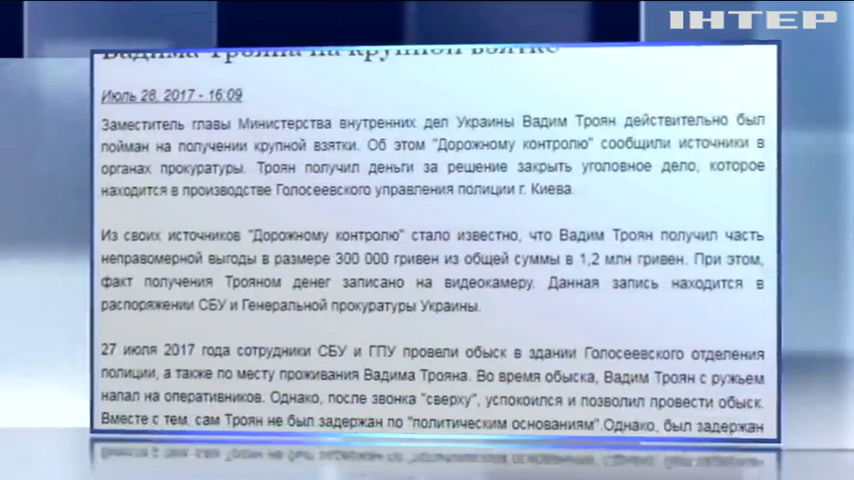 ІНТЕР
Вадима Трояна на крупной взятке
Июль 28, 2017 - 16:09
Заместитель главы Министерства внутренних дел Украины Вадим Троян действительно был
пойман на получении крупной взятки. Об этом "Дорожному контролю" сообщили источники в
органах прокуратуры. Троян получил деньги за решение закрыть уголовное дело, которое
находится в производстве Голосеевского управления полиции г. Киева.
Из своих источников "Дорожному контролю" стало известно, что Вадим Троян получил часть
неправомерной выгоды в размере 300 000 гривен из общей суммы в 1,2 млн гривен. При этом,
факт получения Трояном денег записано на видеокамеру. Данная запись находится в
распоряжении СБУ и Генеральной прокуратуры Украины.
27 июля 2017 года сотрудники СБУ и ГПУ провели обыск в здании Голосеевского отделения
полиции, а также по месту проживания Вадима Трояна. Во время обыска, Вадим Троян с ружьем
напал на оперативников. Однако, после звонка "сверху", успокоился и позволил провести обыск.
Вместе с тем, сам Троян не был задержан по "политическим основаниям".Однако, был задержан